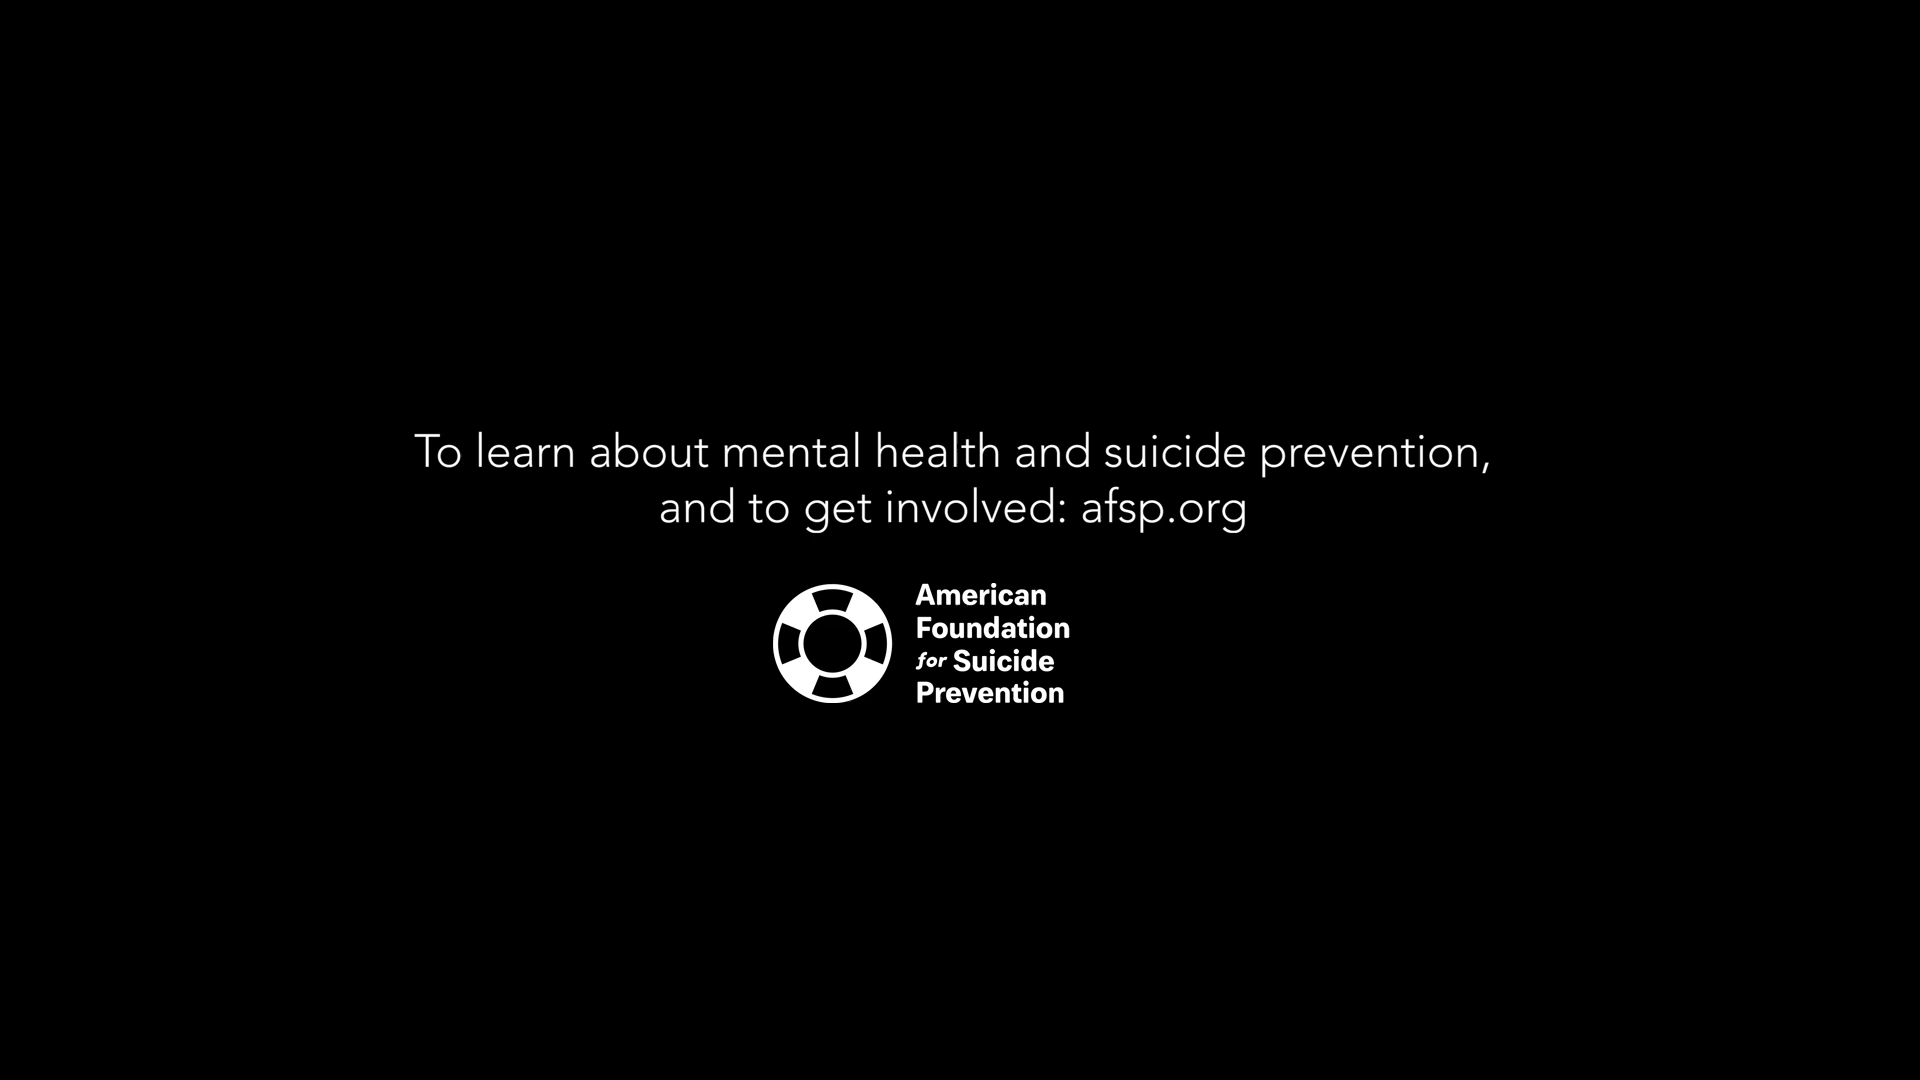 To learn about mental health and suicide prevention,
and to get involved: afsp.org
American
Foundation
for Suicide
Prevention